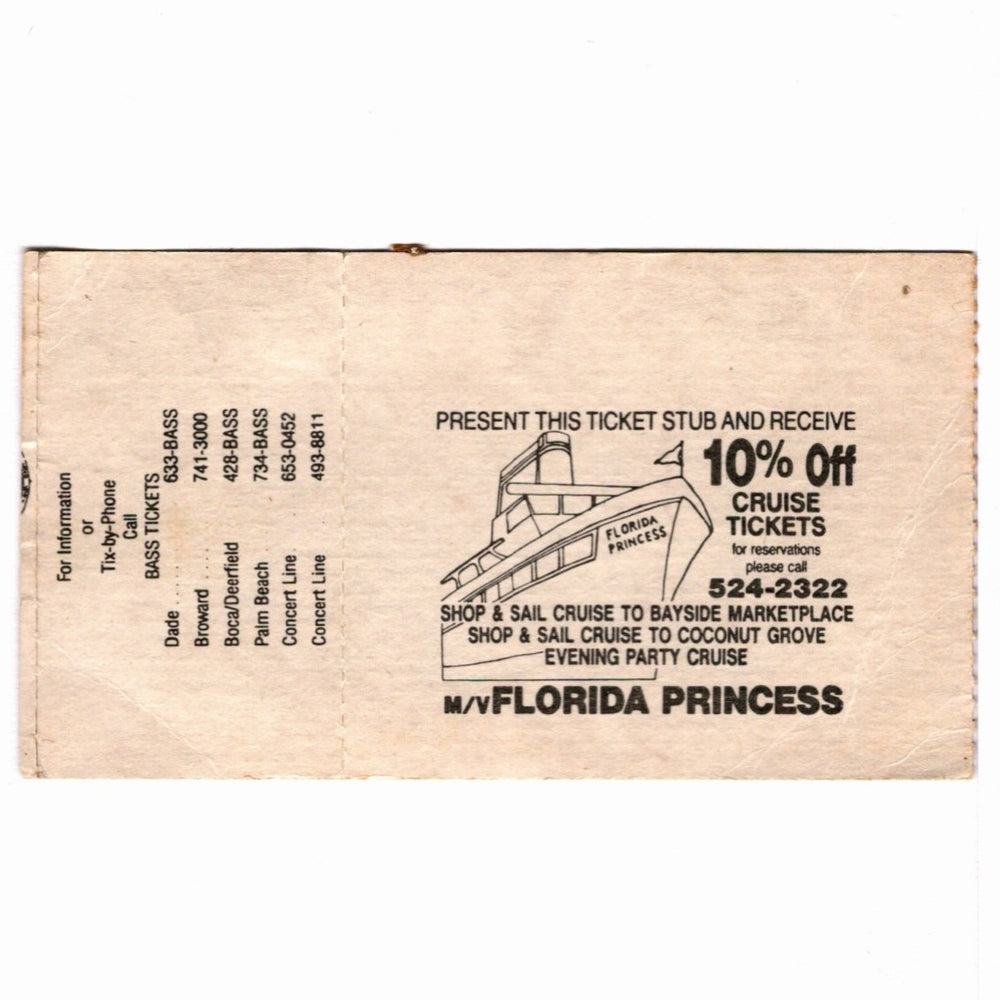 For Information
or
Tix-by-Phone
Call
BASS TICKETS
Dade ....... 633-BASS
Broward .... 741-3000
Boca/Deerfield 428-BASS
Palm Beach .. 734-BASS
Concert Line 653-0452
Concert Line 493-8811
PRESENT THIS TICKET STUB AND RECEIVE
10% Off
CRUISE
TICKETS
for reservations
please call
524-2322
FLORIDA
PRINCESS
SHOP & SAIL CRUISE TO BAYSIDE MARKETPLACE
SHOP & SAIL CRUISE TO COCONUT GROVE
EVENING PARTY CRUISE
M/V FLORIDA PRINCESS